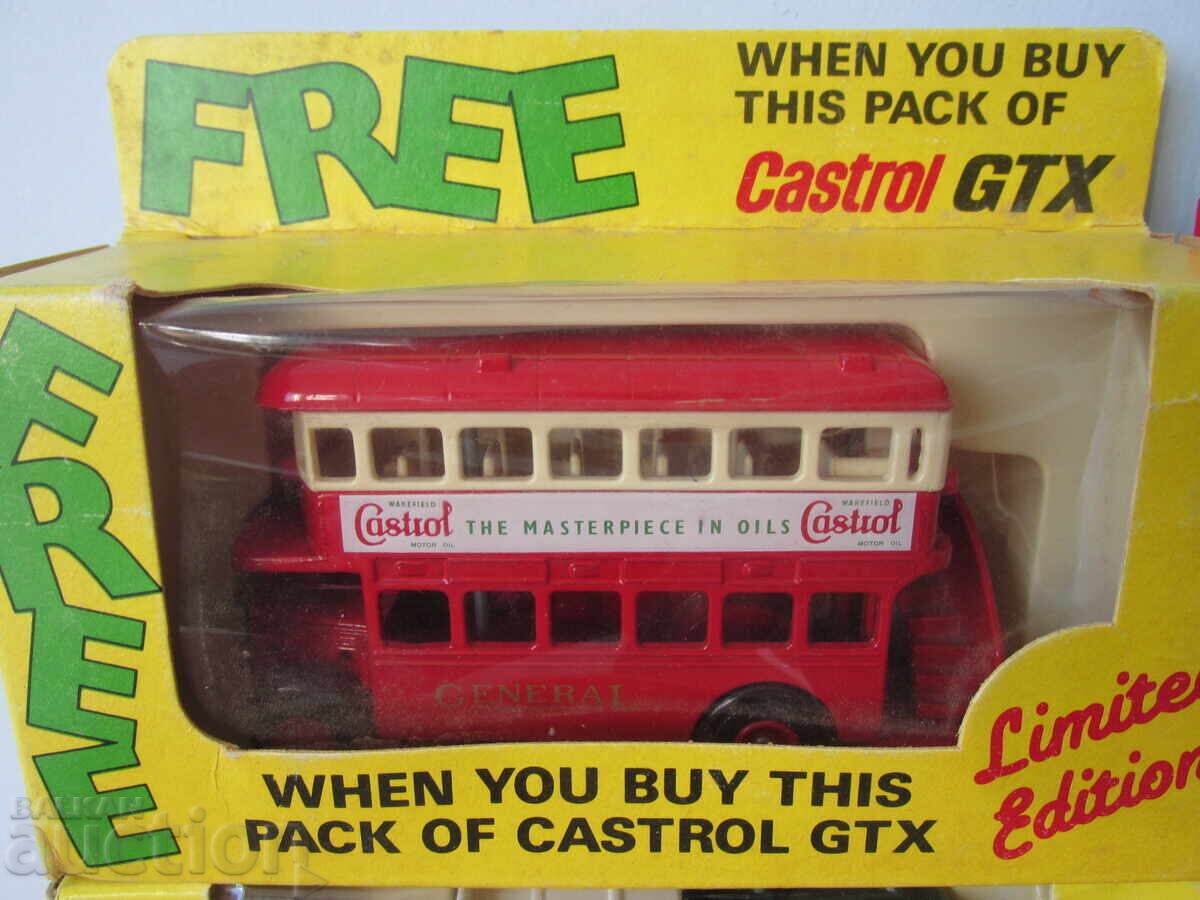 FREE
WHEN YOU BUY
THIS PACK OF
Castrol GTX
FREE
WAKEFIELD
Castrol
MOTOR OIL
THE MASTERPIECE IN OILS
WAKEFIELD
Castrol
MOTOR OIL
GENERAL
Limited
Edition
WHEN YOU BUY THIS
PACK OF CASTROL GTX
BALKAN
auction